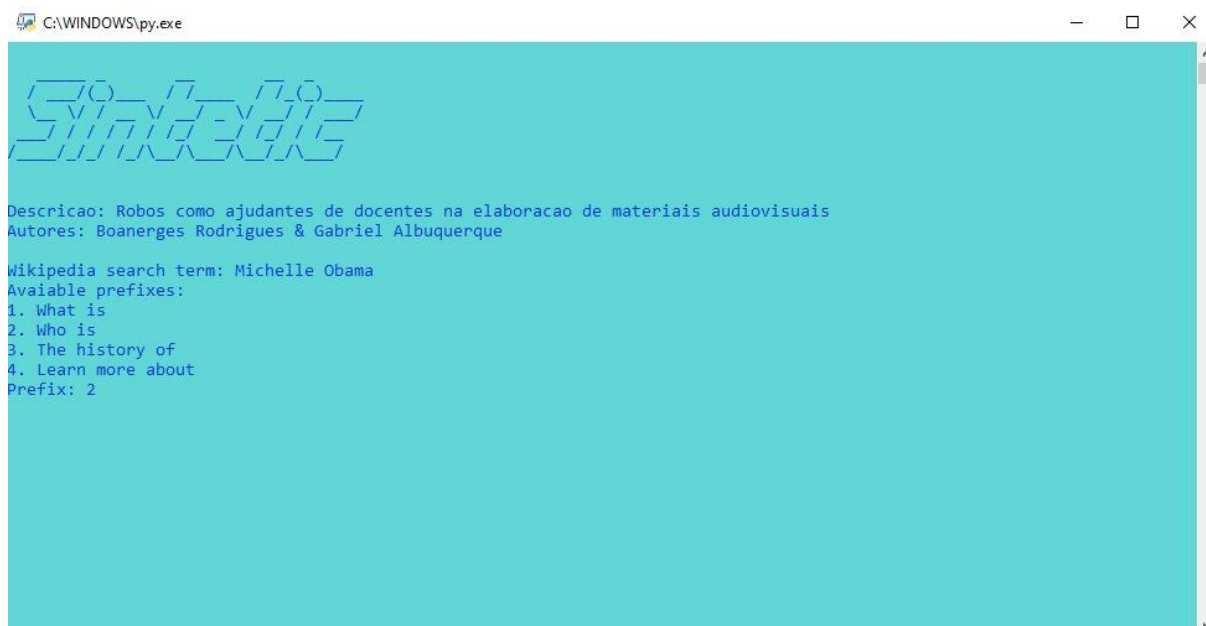 C:\WINDOWS\py.exe
Sintetic
Descricao: Robos como ajudantes de docentes na elaboracao de materiais audiovisuais
Autores: Boanerges Rodrigues & Gabriel Albuquerque
Wikipedia search term: Michelle Obama
Avaiable prefixes:
1. What is
2. Who is
3. The history of
4. Learn more about
Prefix: 2